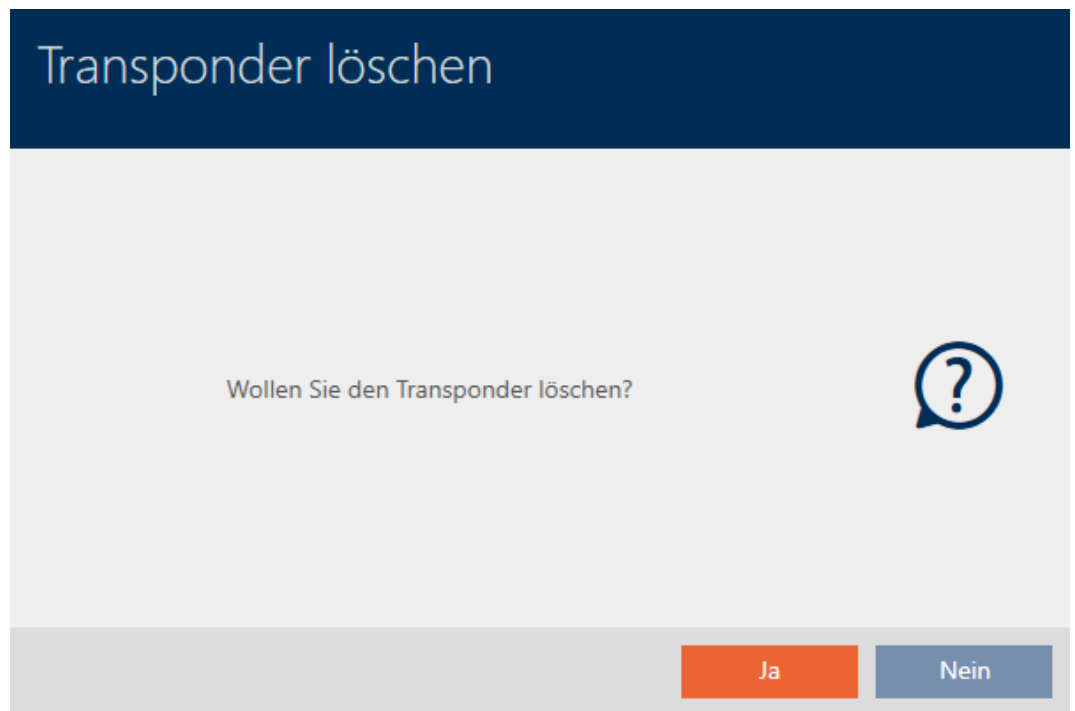 Transponder löschen
Wollen Sie den Transponder löschen?
?
Ja
Nein